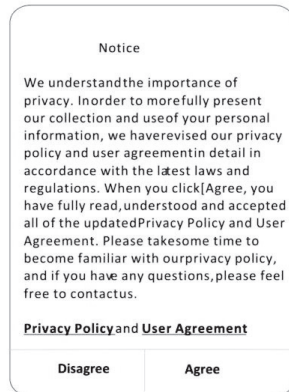 Notice
We understandthe importance of
privacy. Inorder to morefully present
our collection and useof your personal
information, we haverevised our privacy
policy and user agreementin detail in
accordance with the latest laws and
regulations. When you click[Agree, you
have fully read,understood and accepted
all of the updatedPrivacy Policy and User
Agreement. Please takesome time to
become familiar with ourprivacy policy,
and if you have any questions,please feel
free to contactus.
Privacy Policyand User Agreement
Disagree Agree